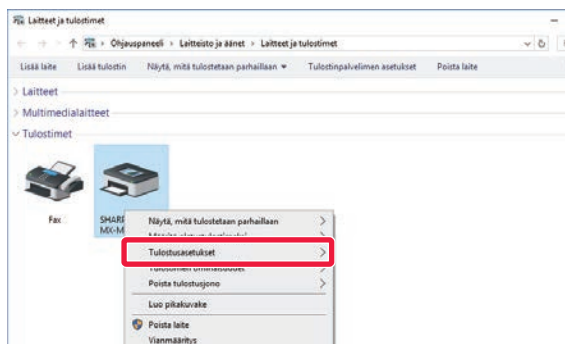 Laitteet ja tulostimet
Ohjauspaneeli › Laitteisto ja äänet › Laitteet ja tulostimet
Lisää laite Lisää tulostin Näytä, mitä tulostetaan parhaillaan Tulostinpalvelimen asetukset Poista laite
Laitteet
Multimedialaitteet
Tulostimet
Fax
SHARP
MX-M
Näytä, mitä tulostetaan parhaillaan
Tulostusasetukset
Tulostimen ominaisuudet
Poista tulostusjono
Luo pikakuvake
Poista laite
Vianmääritys